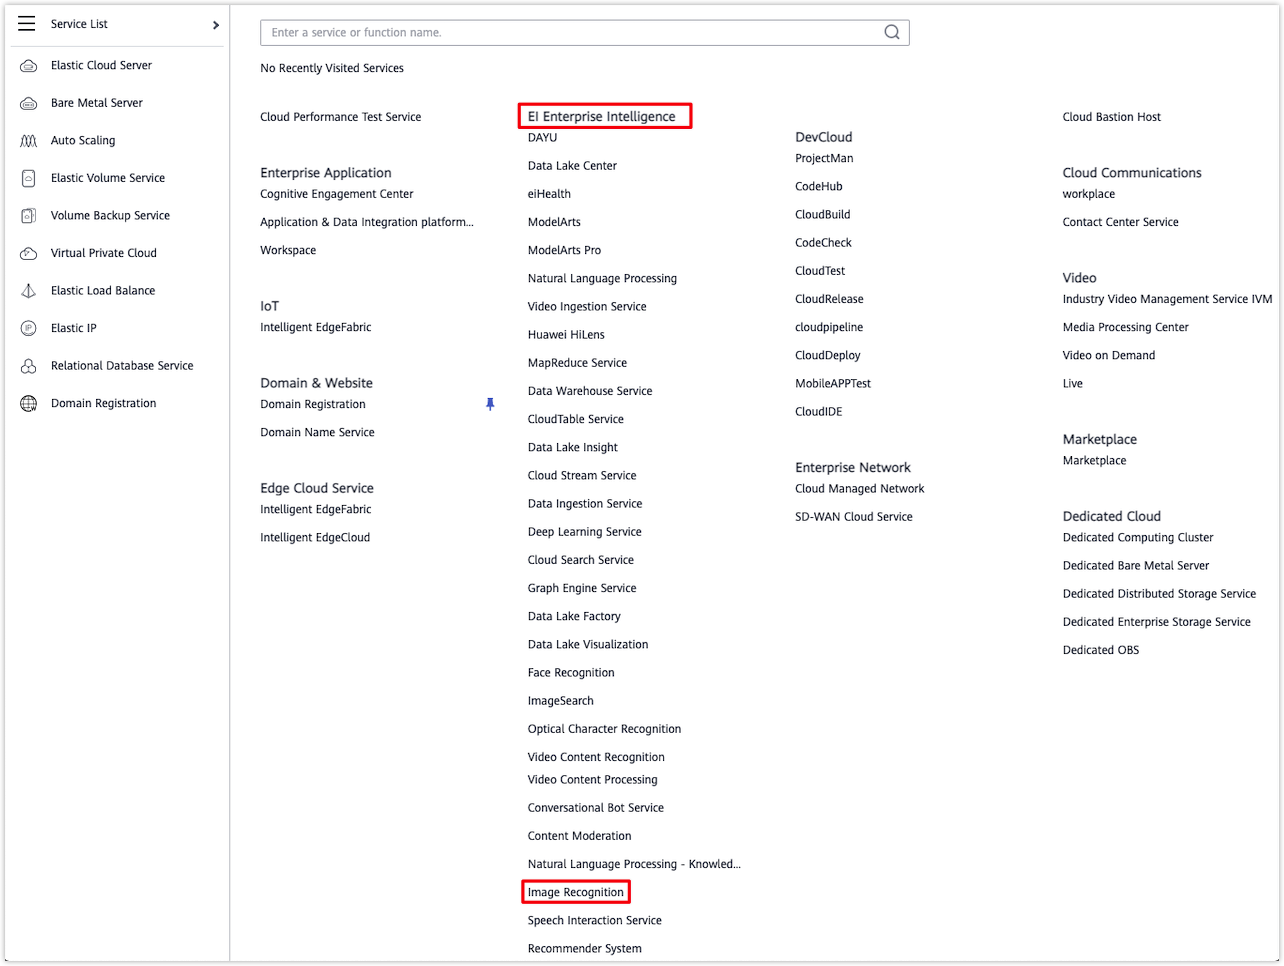 Service List
Elastic Cloud Server
Bare Metal Server
Auto Scaling
Elastic Volume Service
Volume Backup Service
Virtual Private Cloud
Elastic Load Balance
Elastic IP
Relational Database Service
Domain Registration
Enter a service or function name.
No Recently Visited Services
Cloud Performance Test Service
Enterprise Application
Cognitive Engagement Center
Application & Data Integration platform...
Workspace
IoT
Intelligent EdgeFabric
Domain & Website
Domain Registration
Domain Name Service
Edge Cloud Service
Intelligent EdgeFabric
Intelligent EdgeCloud
EI Enterprise Intelligence
DAYU
Data Lake Center
eiHealth
ModelArts
ModelArts Pro
Natural Language Processing
Video Ingestion Service
Huawei HiLens
MapReduce Service
Data Warehouse Service
CloudTable Service
Data Lake Insight
Cloud Stream Service
Data Ingestion Service
Deep Learning Service
Cloud Search Service
Graph Engine Service
Data Lake Factory
Data Lake Visualization
Face Recognition
ImageSearch
Optical Character Recognition
Video Content Recognition
Video Content Processing
Conversational Bot Service
Content Moderation
Natural Language Processing - Knowled...
Image Recognition
Speech Interaction Service
Recommender System
DevCloud
ProjectMan
CodeHub
CloudBuild
CodeCheck
CloudTest
CloudRelease
cloudpipeline
CloudDeploy
MobileAPPTest
CloudIDE
Enterprise Network
Cloud Managed Network
SD-WAN Cloud Service
Cloud Bastion Host
Cloud Communications
workplace
Contact Center Service
Video
Industry Video Management Service IVM
Media Processing Center
Video on Demand
Live
Marketplace
Marketplace
Dedicated Cloud
Dedicated Computing Cluster
Dedicated Bare Metal Server
Dedicated Distributed Storage Service
Dedicated Enterprise Storage Service
Dedicated OBS